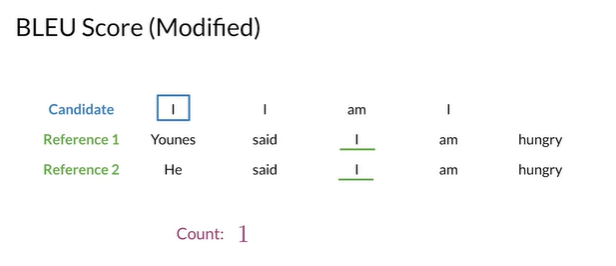 BLEU Score (Modified)
Candidate I I am I
Reference 1 Younes said I am hungry
Reference 2 He said I am hungry
Count: 1